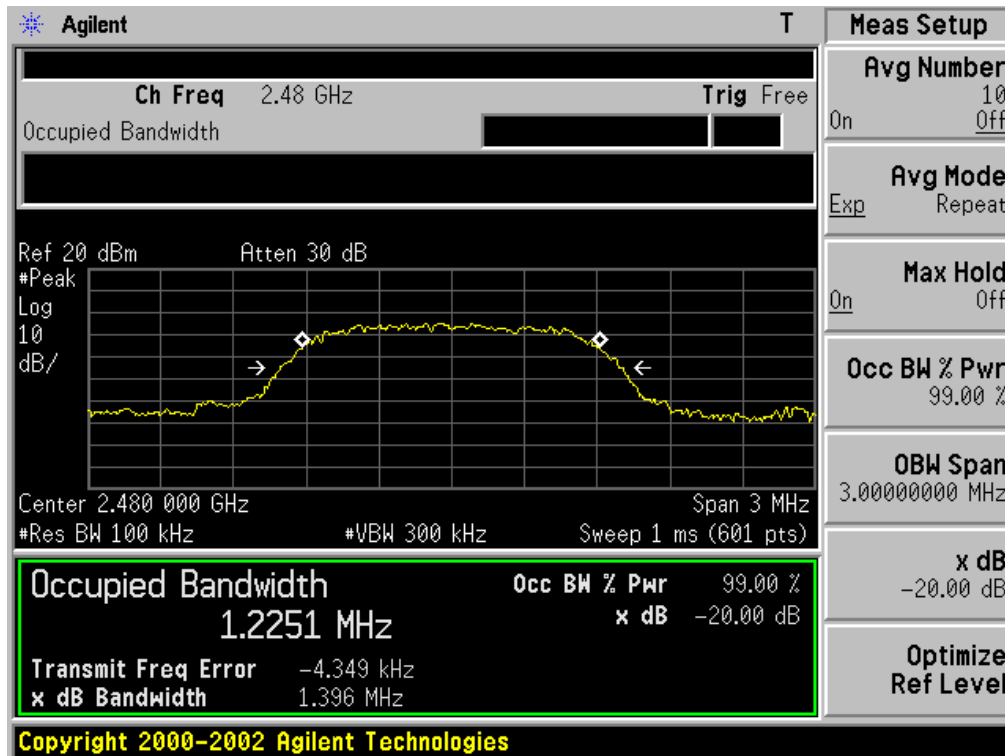 Agilent T
Ch Freq 2.48 GHz Trig Free
Occupied Bandwidth
Ref 20 dBm Atten 30 dB
#Peak
Log
10
dB/
Center 2.480 000 GHz Span 3 MHz
#Res BW 100 kHz #VBW 300 kHz Sweep 1 ms (601 pts)
Occupied Bandwidth Occ BW % Pwr 99.00 %
1.2251 MHz x dB -20.00 dB
Transmit Freq Error -4.349 kHz
x dB Bandwidth 1.396 MHz
Copyright 2000-2002 Agilent Technologies
Meas Setup
Avg Number
10
On Off
Avg Mode
Exp Repeat
Max Hold
On Off
Occ BW % Pwr
99.00 %
OBW Span
3.00000000 MHz
x dB
-20.00 dB
Optimize
Ref Level